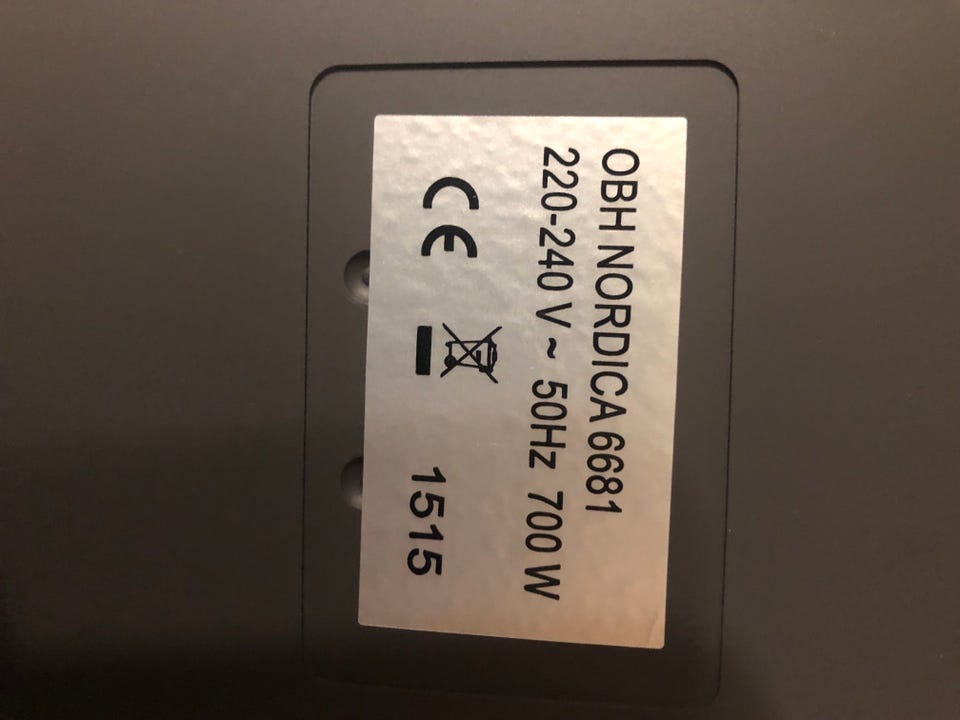 OBH NORDICA 6681
220-240 V ~ 50Hz 700 W
CE 1515